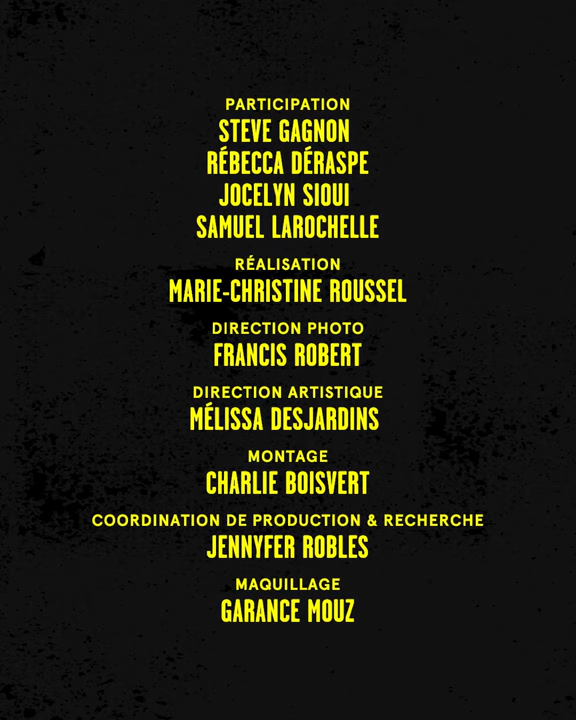 PARTICIPATION
STEVE GAGNON
RÉBECCA DÉRASPE
JOCELYN SIOUI
SAMUEL LAROCHELLE
RÉALISATION
MARIE-CHRISTINE ROUSSEL
DIRECTION PHOTO
FRANCIS ROBERT
DIRECTION ARTISTIQUE
MÉLISSA DESJARDINS
MONTAGE
CHARLIE BOISVERT
COORDINATION DE PRODUCTION & RECHERCHE
JENNYFER ROBLES
MAQUILLAGE
GARANCE MOUZ